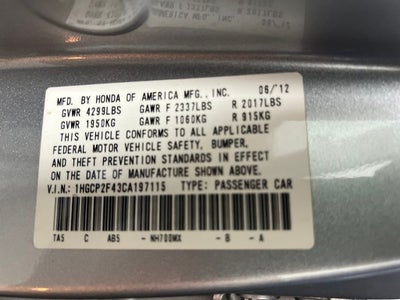 MFD. BY HONDA OF AMERICA MFG.,INC. 06/12
GVWR 4299LBS GAWR F 2337LBS R 2017LBS
GVWR 1950KG GAWR F 1060KG R 915KG
THIS VEHICLE CONFORMS TO ALL APPLICABLE
FEDERAL MOTOR VEHICLE SAFETY, BUMPER,
AND THEFT PREVENTION STANDARDS IN EFFECT
ON THE DATE OF MANUFACTURE SHOWN ABOVE.
V.I.N.: 1HGCP2F43CA197115 TYPE: PASSENGER CAR
TA5 C AB5 - NH700MX - B - A